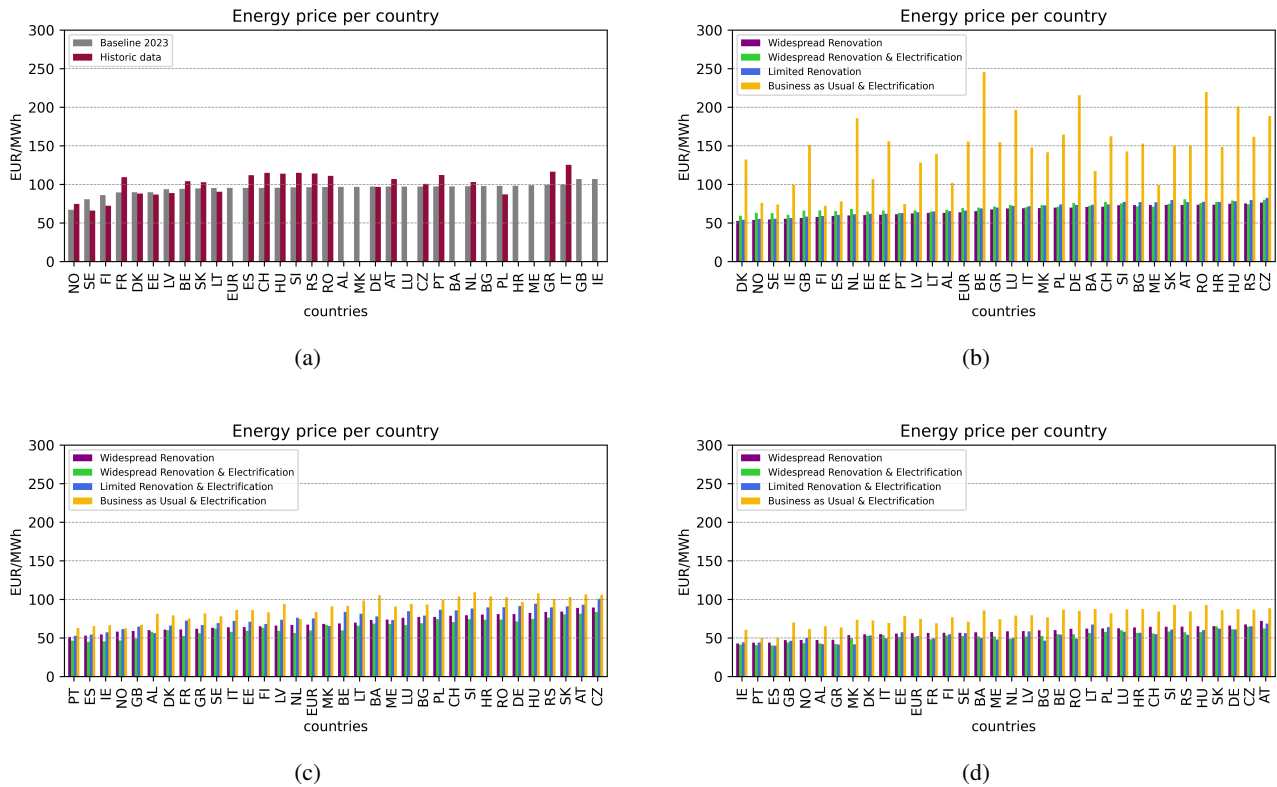 Energy price per country
300
250
200
150
100
50
0
EUR/MWh
Baseline 2023
Historic data
NO SE FI FR DK EE LV BE SK LT EUR ES CH HU SI RS RO AL MK DE AT LU CZ PT BA NL BG PL HR ME GR IT GB IE
countries
(a)
Energy price per country
300
250
200
150
100
50
0
EUR/MWh
Widespread Renovation
Widespread Renovation & Electrification
Limited Renovation
Business as Usual & Electrification
DK NO SE IE GB FI ES NL EE FR PT LV LT AL EUR BE GR LU IT MK PL DE BA CH SI BG ME SK AT RO HR HU RS CZ
countries
(b)
Energy price per country
300
250
200
150
100
50
0
EUR/MWh
Widespread Renovation
Widespread Renovation & Electrification
Limited Renovation & Electrification
Business as Usual & Electrification
PT ES IE NO GB AL DK FR GR SE IT EE FI LV NL EUR MK BE LT BA ME LU BG PL CH SI HR RO DE HU RS SK AT CZ
countries
(c)
Energy price per country
300
250
200
150
100
50
0
EUR/MWh
Widespread Renovation
Widespread Renovation & Electrification
Limited Renovation & Electrification
Business as Usual & Electrification
IE PT ES GB NO AL GR MK DK IT EE EUR FR FI SE BA ME NL LV BG BE RO LT PL LU HR CH SI RS HU SK DE CZ AT
countries
(d)